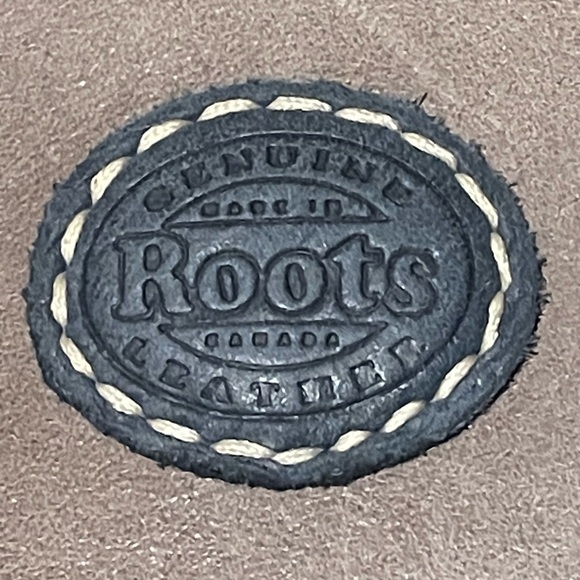 GENUINE
MADE IN
Roots
CANADA
LEATHER